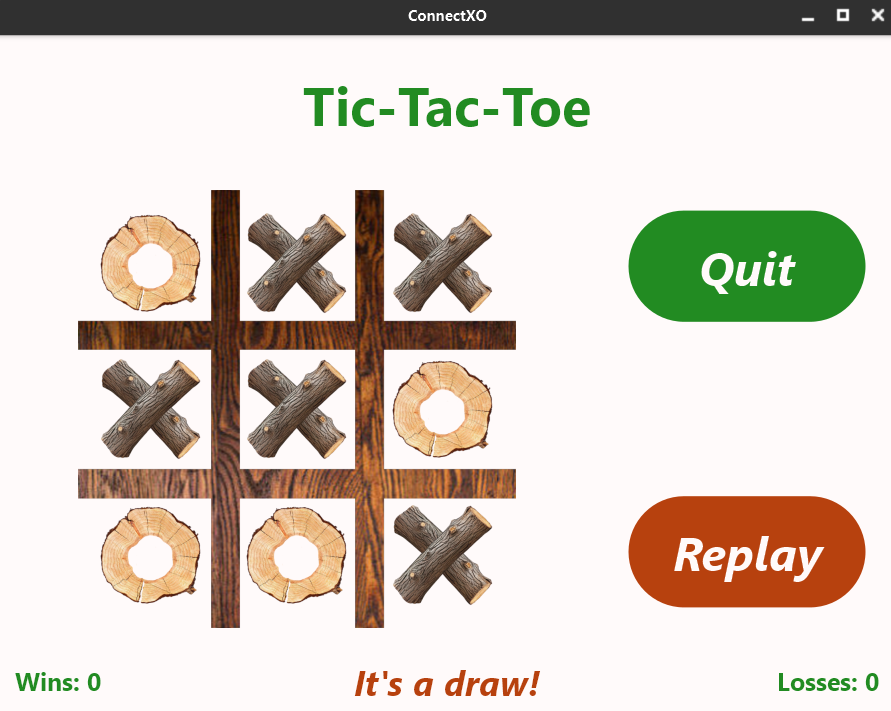 ConnectXO
Tic-Tac-Toe
Quit
Replay
Wins: 0
It's a draw!
Losses: 0